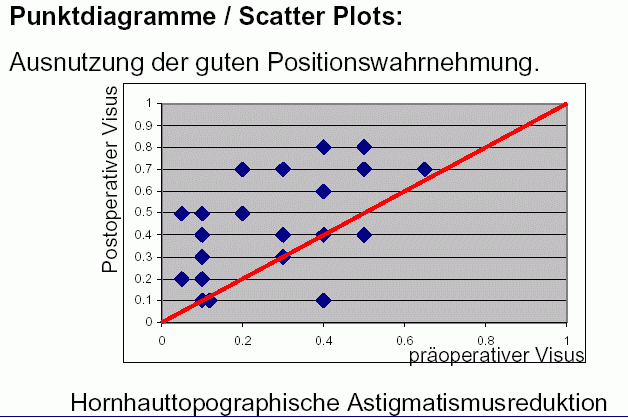 Punktdiagramme / Scatter Plots:
Ausnutzung der guten Positionswahrnehmung.
Postoperativer Visus
1
0.9
0.8
0.7
0.6
0.5
0.4
0.3
0.2
0.1
0
0 0.2 0.4 0.6 0.8 1
präoperativer Visus
Hornhauttopographische Astigmatismusreduktion